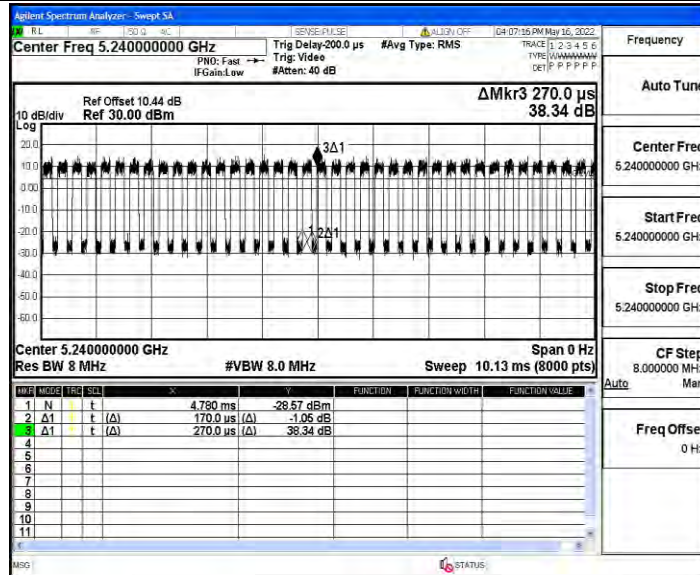 Agilent Spectrum Analyzer - Swept SA
RL RF 50 Ω AC SENSE:PULSE ALIGN OFF 04:07:16 PM May 16, 2022
Center Freq 5.240000000 GHz
PNO: Fast
IFGain:Low
Trig Delay-200.0 µs
Trig: Video
#Atten: 40 dB
#Avg Type: RMS
TRACE 1 2 3 4 5 6
TYPE WWWWWW
DET P P P P P P
Ref Offset 10.44 dB
10 dB/div Ref 30.00 dBm
Log
ΔMkr3 270.0 µs
38.34 dB
20.0
10.0
0.00
-10.0
-20.0
-30.0
-40.0
-50.0
-60.0
3Δ1
2Δ1
Center 5.240000000 GHz Span 0 Hz
Res BW 8 MHz #VBW 8.0 MHz Sweep 10.13 ms (8000 pts)
MKR MODE TRC SCL X Y FUNCTION FUNCTION WIDTH FUNCTION VALUE
1 N t 4.780 ms -28.57 dBm
2 Δ1 t (Δ) 170.0 µs (Δ) -1.05 dB
3 Δ1 t (Δ) 270.0 µs (Δ) 38.34 dB
4
5
6
7
8
9
10
11
MSG STATUS
Frequency
Auto Tune
Center Freq
5.240000000 GHz
Start Freq
5.240000000 GHz
Stop Freq
5.240000000 GHz
CF Step
8.000000 MHz
Auto Man
Freq Offset
0 Hz